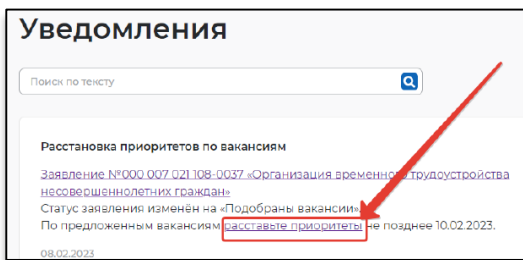 Уведомления
Поиск по тексту
Расстановка приоритетов по вакансиям
Заявление №000 007 021 108-0037 «Организация временного трудоустройства
несовершеннолетних граждан»
Статус заявления изменён на «Подобраны вакансии».
По предложенным вакансиям расставьте приоритеты не позднее 10.02.2023.
08.02.2023